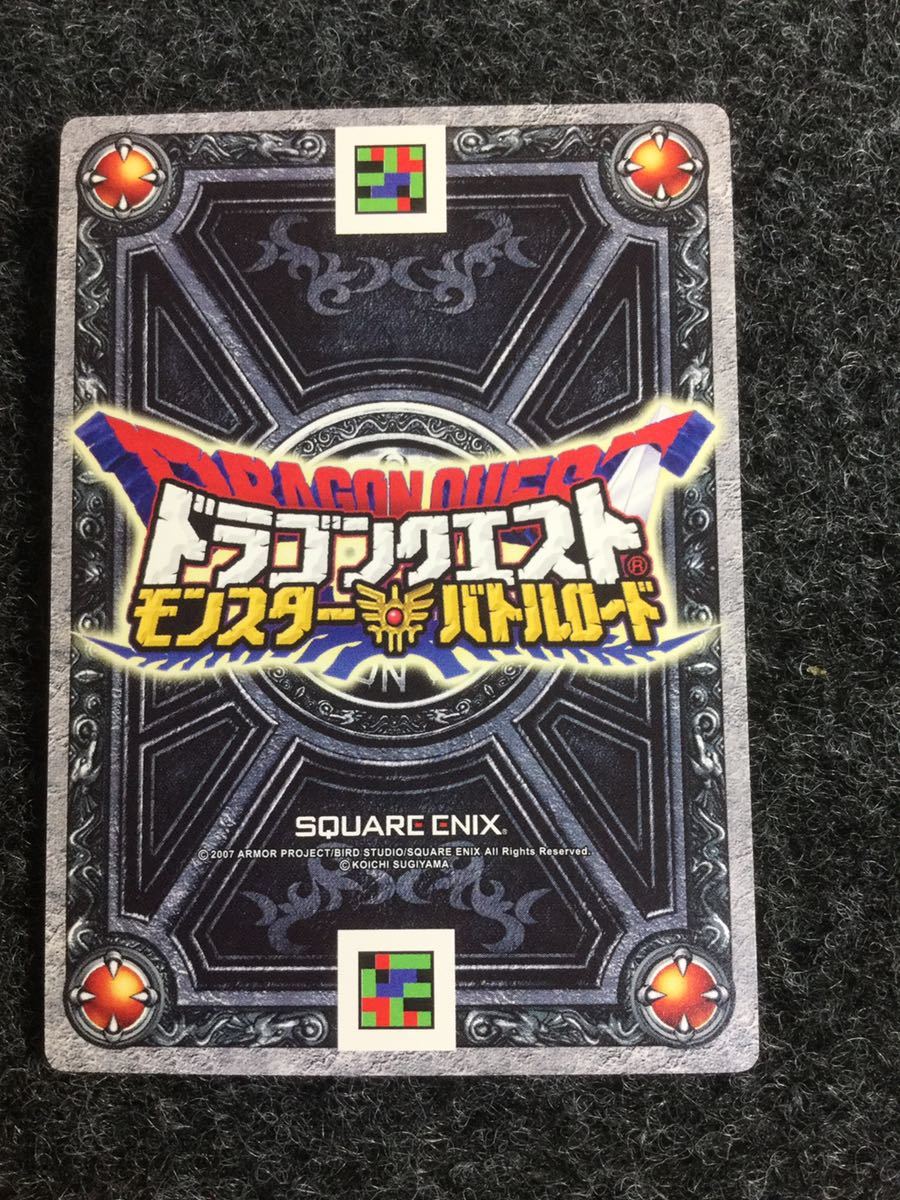 DRAGON QUEST
ドラゴンクエスト®
モンスターバトルロード
SQUARE ENIX®
© 2007 ARMOR PROJECT/BIRD STUDIO/SQUARE ENIX All Rights Reserved.
© KOICHI SUGIYAMA